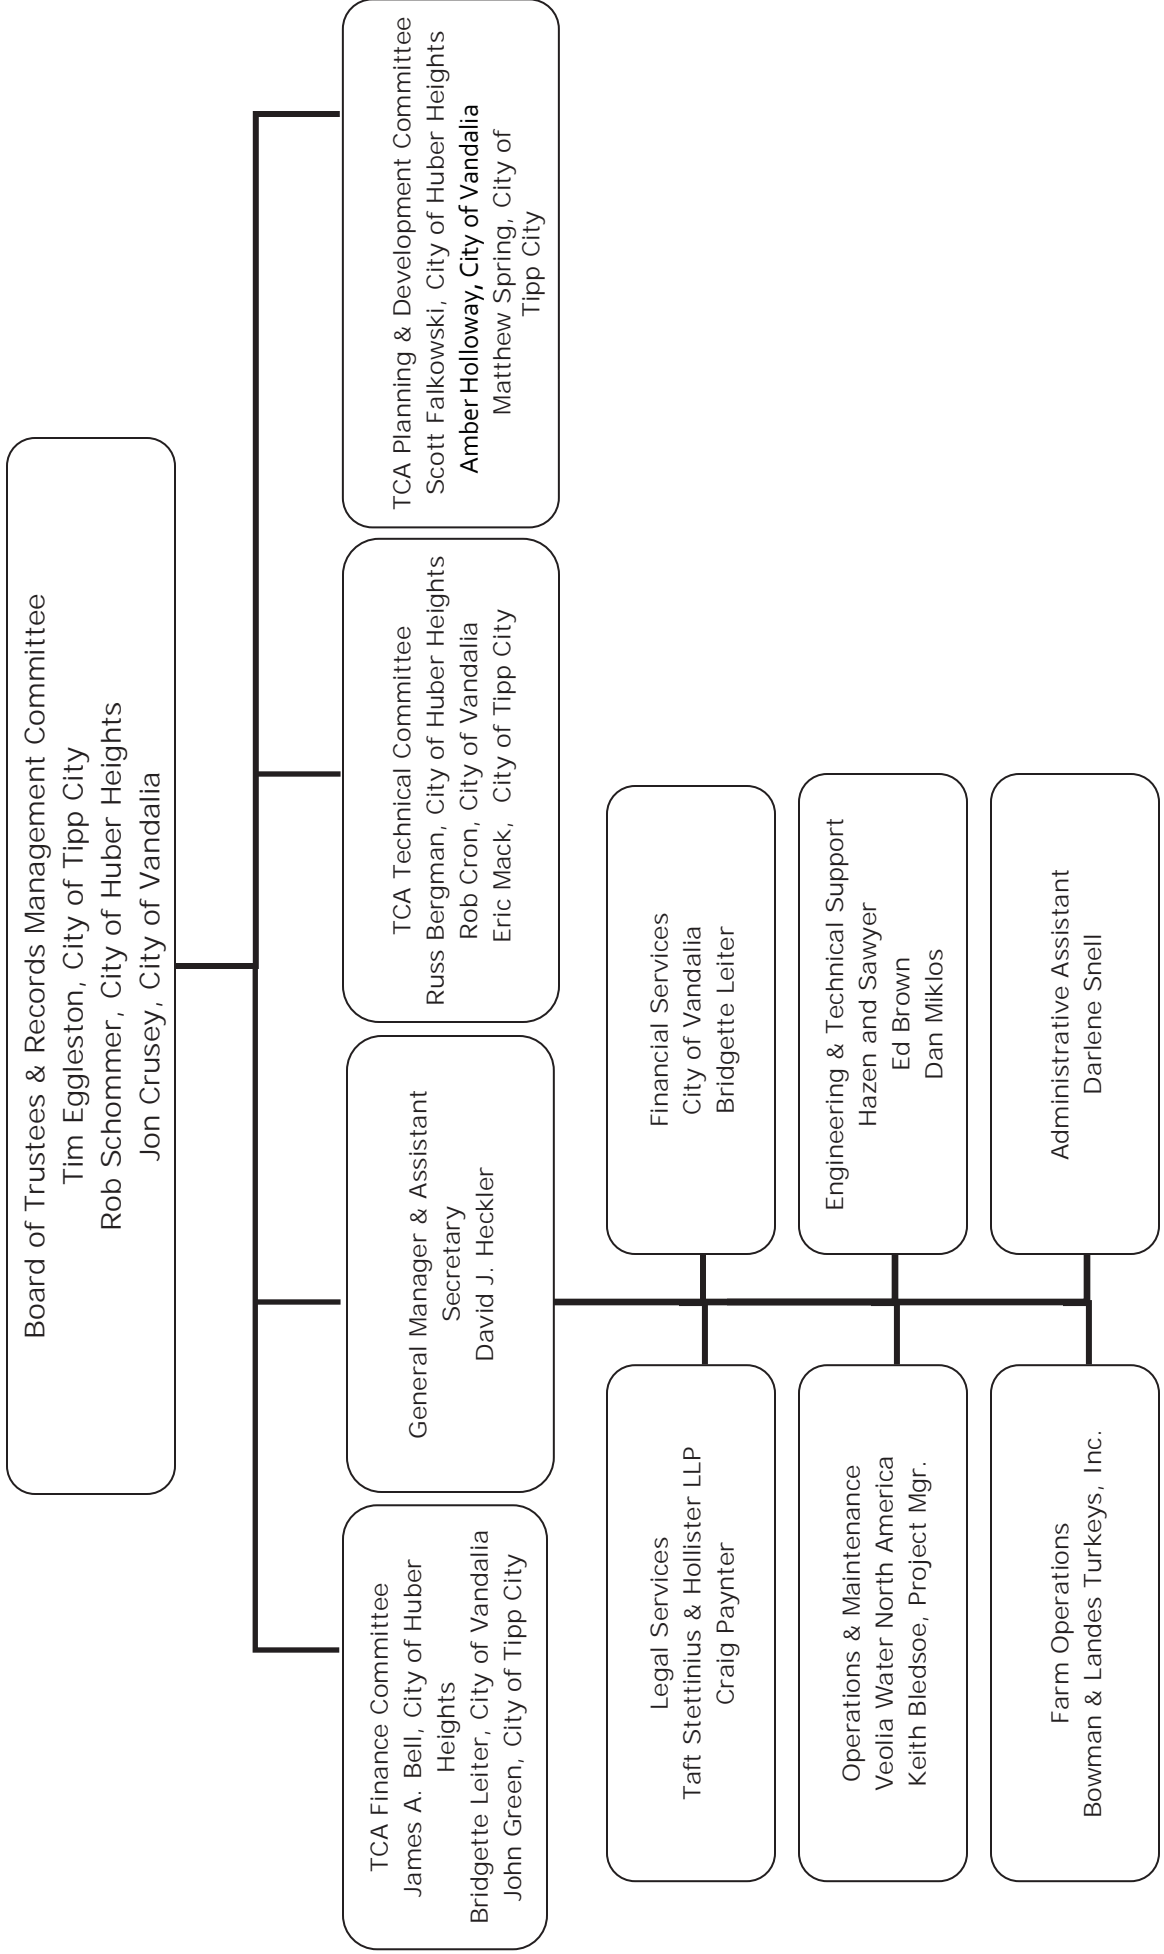 Board of Trustees & Records Management Committee
Tim Eggleston, City of Tipp City
Rob Schommer, City of Huber Heights
Jon Crusey, City of Vandalia
TCA Finance Committee
James A. Bell, City of Huber
Heights
Bridgette Leiter, City of Vandalia
John Green, City of Tipp City
General Manager & Assistant
Secretary
David J. Heckler
TCA Technical Committee
Russ Bergman, City of Huber Heights
Rob Cron, City of Vandalia
Eric Mack, City of Tipp City
TCA Planning & Development Committee
Scott Falkowski, City of Huber Heights
Amber Holloway, City of Vandalia
Matthew Spring, City of
Tipp City
Legal Services
Taft Stettinius & Hollister LLP
Craig Paynter
Financial Services
City of Vandalia
Bridgette Leiter
Operations & Maintenance
Veolia Water North America
Keith Bledsoe, Project Mgr.
Engineering & Technical Support
Hazen and Sawyer
Ed Brown
Dan Miklos
Farm Operations
Bowman & Landes Turkeys, Inc.
Administrative Assistant
Darlene Snell